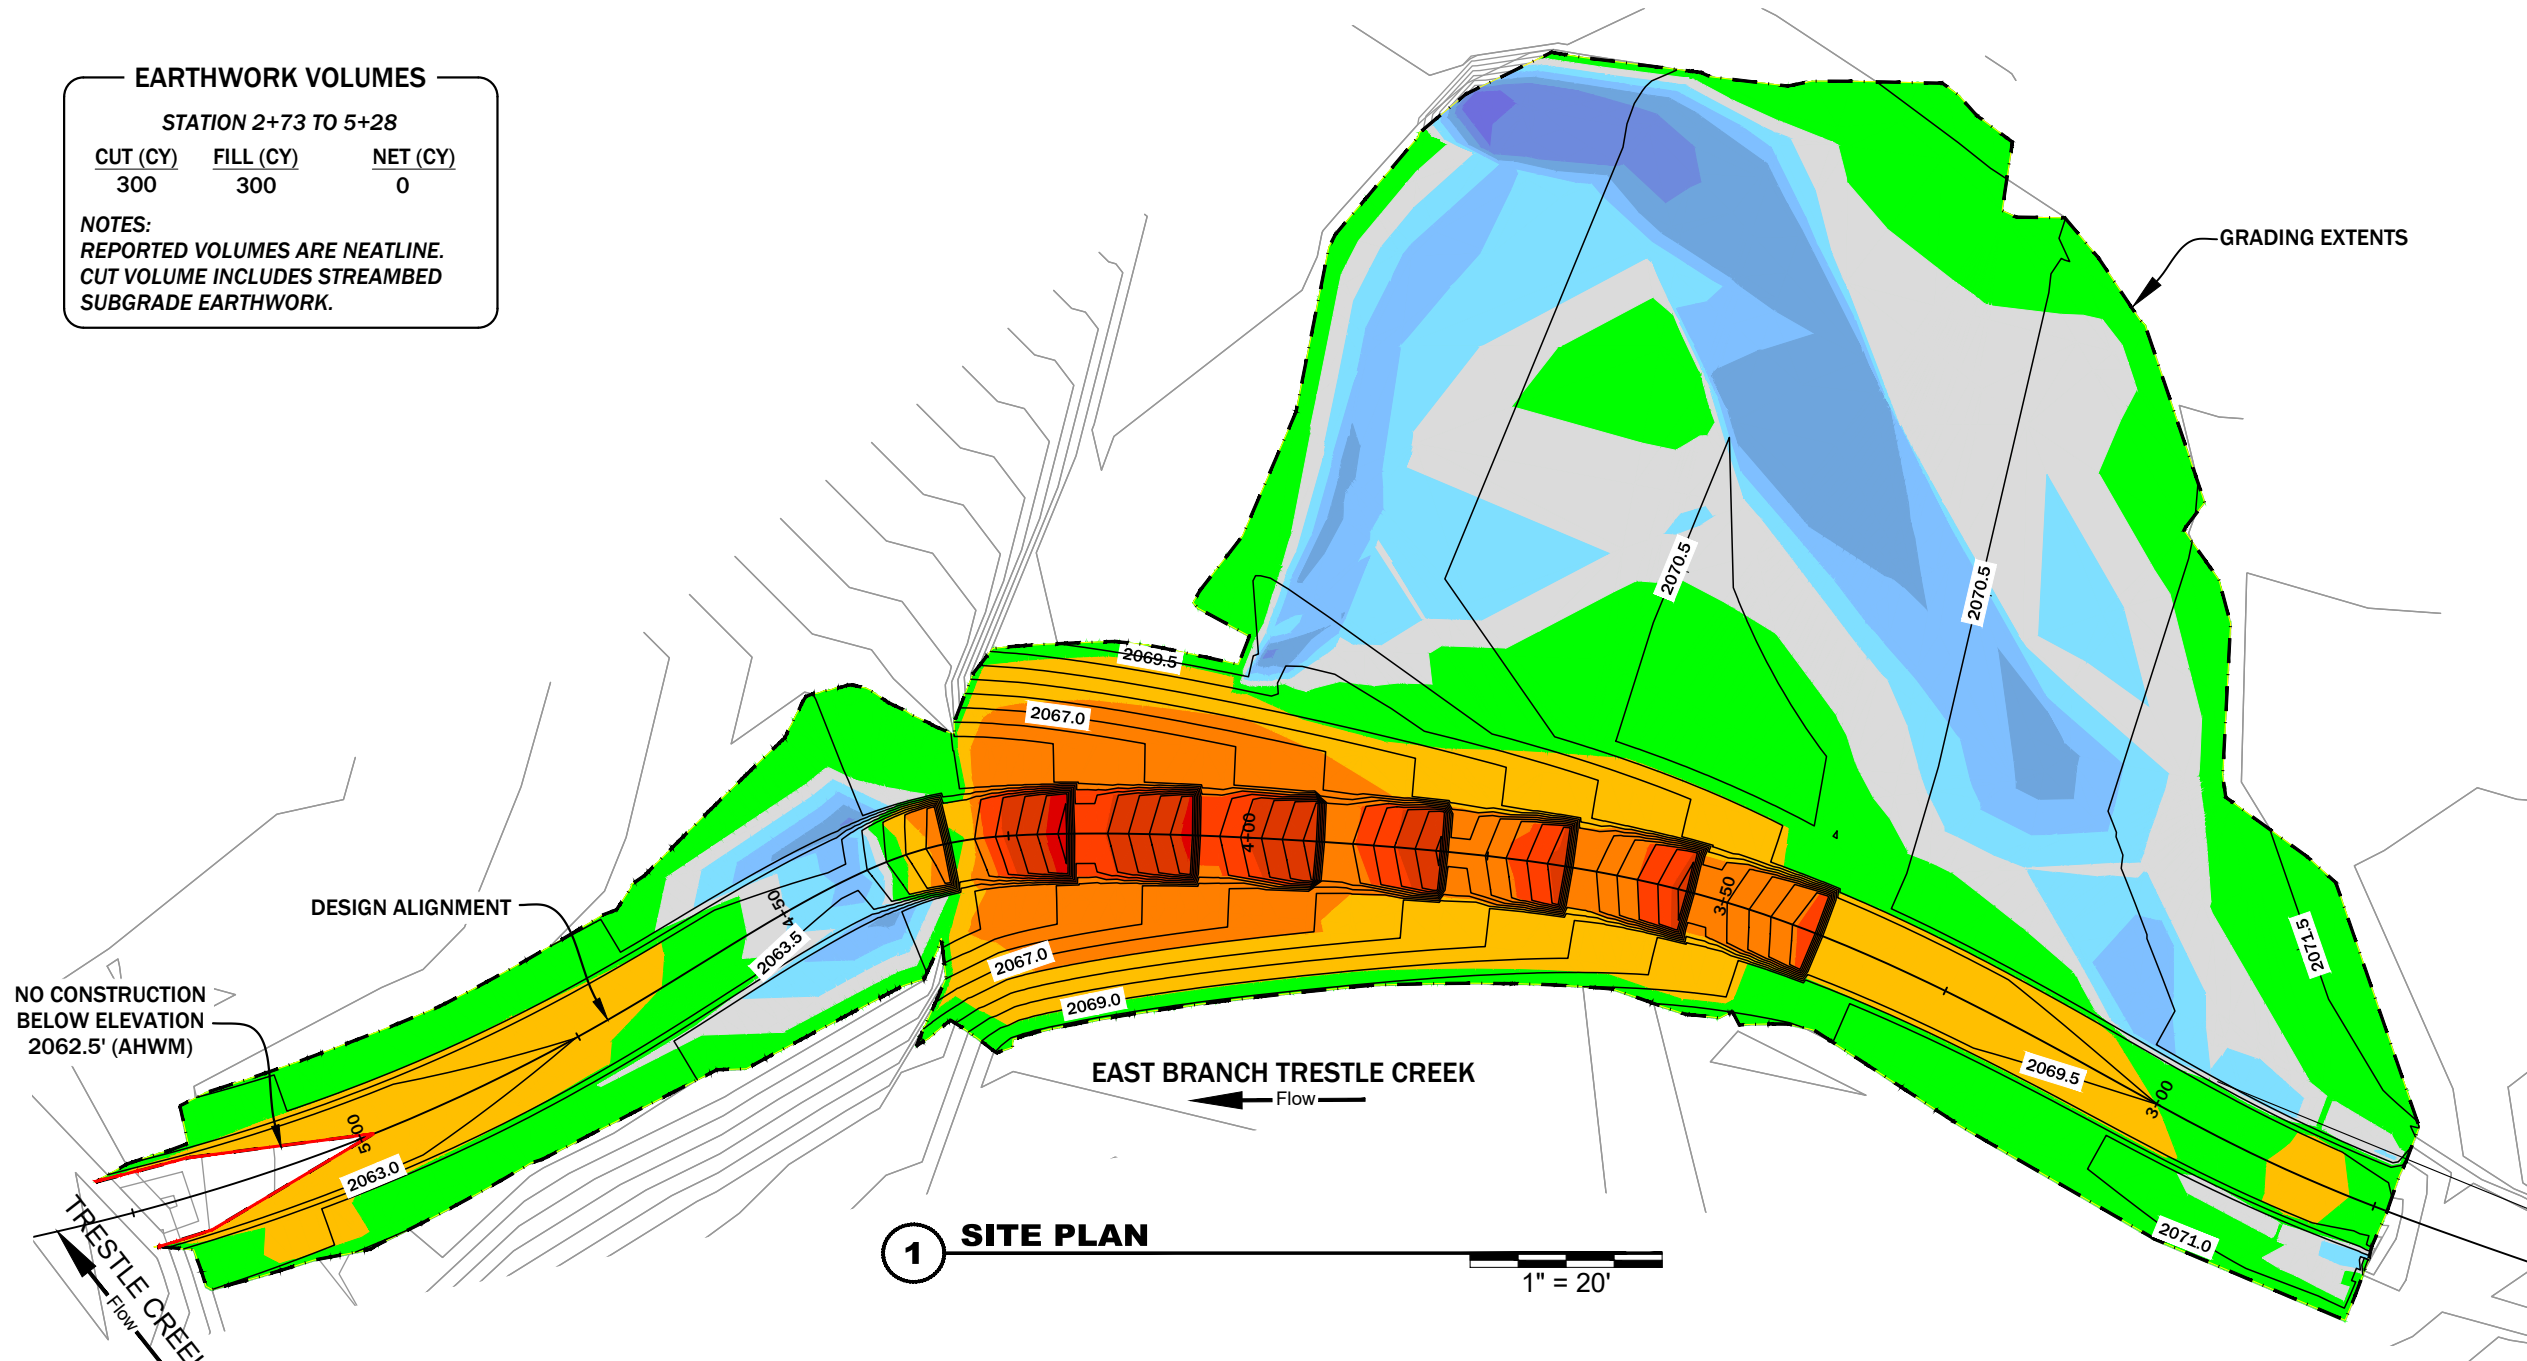 EARTHWORK VOLUMES
STATION 2+73 TO 5+28
CUT (CY) FILL (CY) NET (CY)
300 300 0
NOTES:
REPORTED VOLUMES ARE NEATLINE.
CUT VOLUME INCLUDES STREAMBED
SUBGRADE EARTHWORK.
GRADING EXTENTS
2070.5
2070.5
2069.5
2067.0
4+00
3+50
4+50
DESIGN ALIGNMENT
2063.5
2067.0
2069.0
2071.5
NO CONSTRUCTION
BELOW ELEVATION
2062.5' (AHWM)
EAST BRANCH TRESTLE CREEK
Flow
2069.5
3+00
5+00
2063.0
2071.0
TRESTLE CREEK
Flow
1 SITE PLAN
1" = 20'